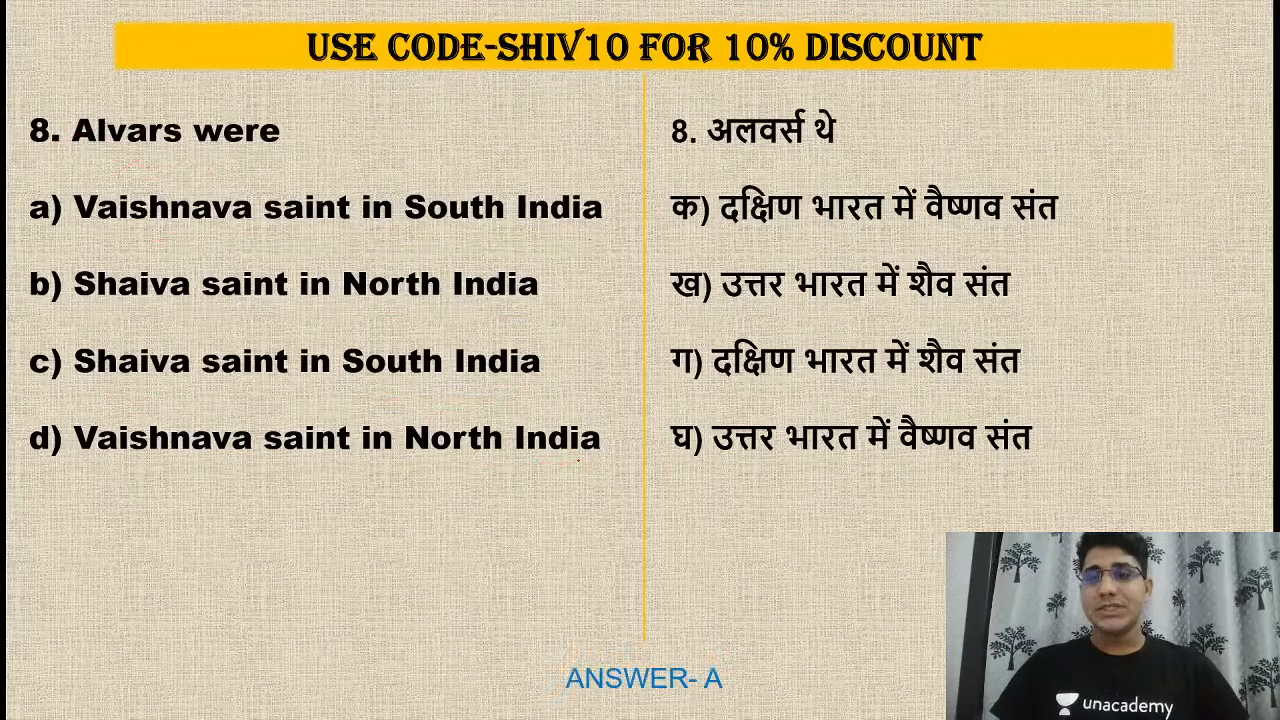 USE CODE-SHIV10 FOR 10% DISCOUNT
8. Alvars were
a) Vaishnava saint in South India
b) Shaiva saint in North India
c) Shaiva saint in South India
d) Vaishnava saint in North India
8. अलवर्स थे
क) दक्षिण भारत में वैष्णव संत
ख) उत्तर भारत में शैव संत
ग) दक्षिण भारत में शैव संत
घ) उत्तर भारत में वैष्णव संत
ANSWER- A
unacademy